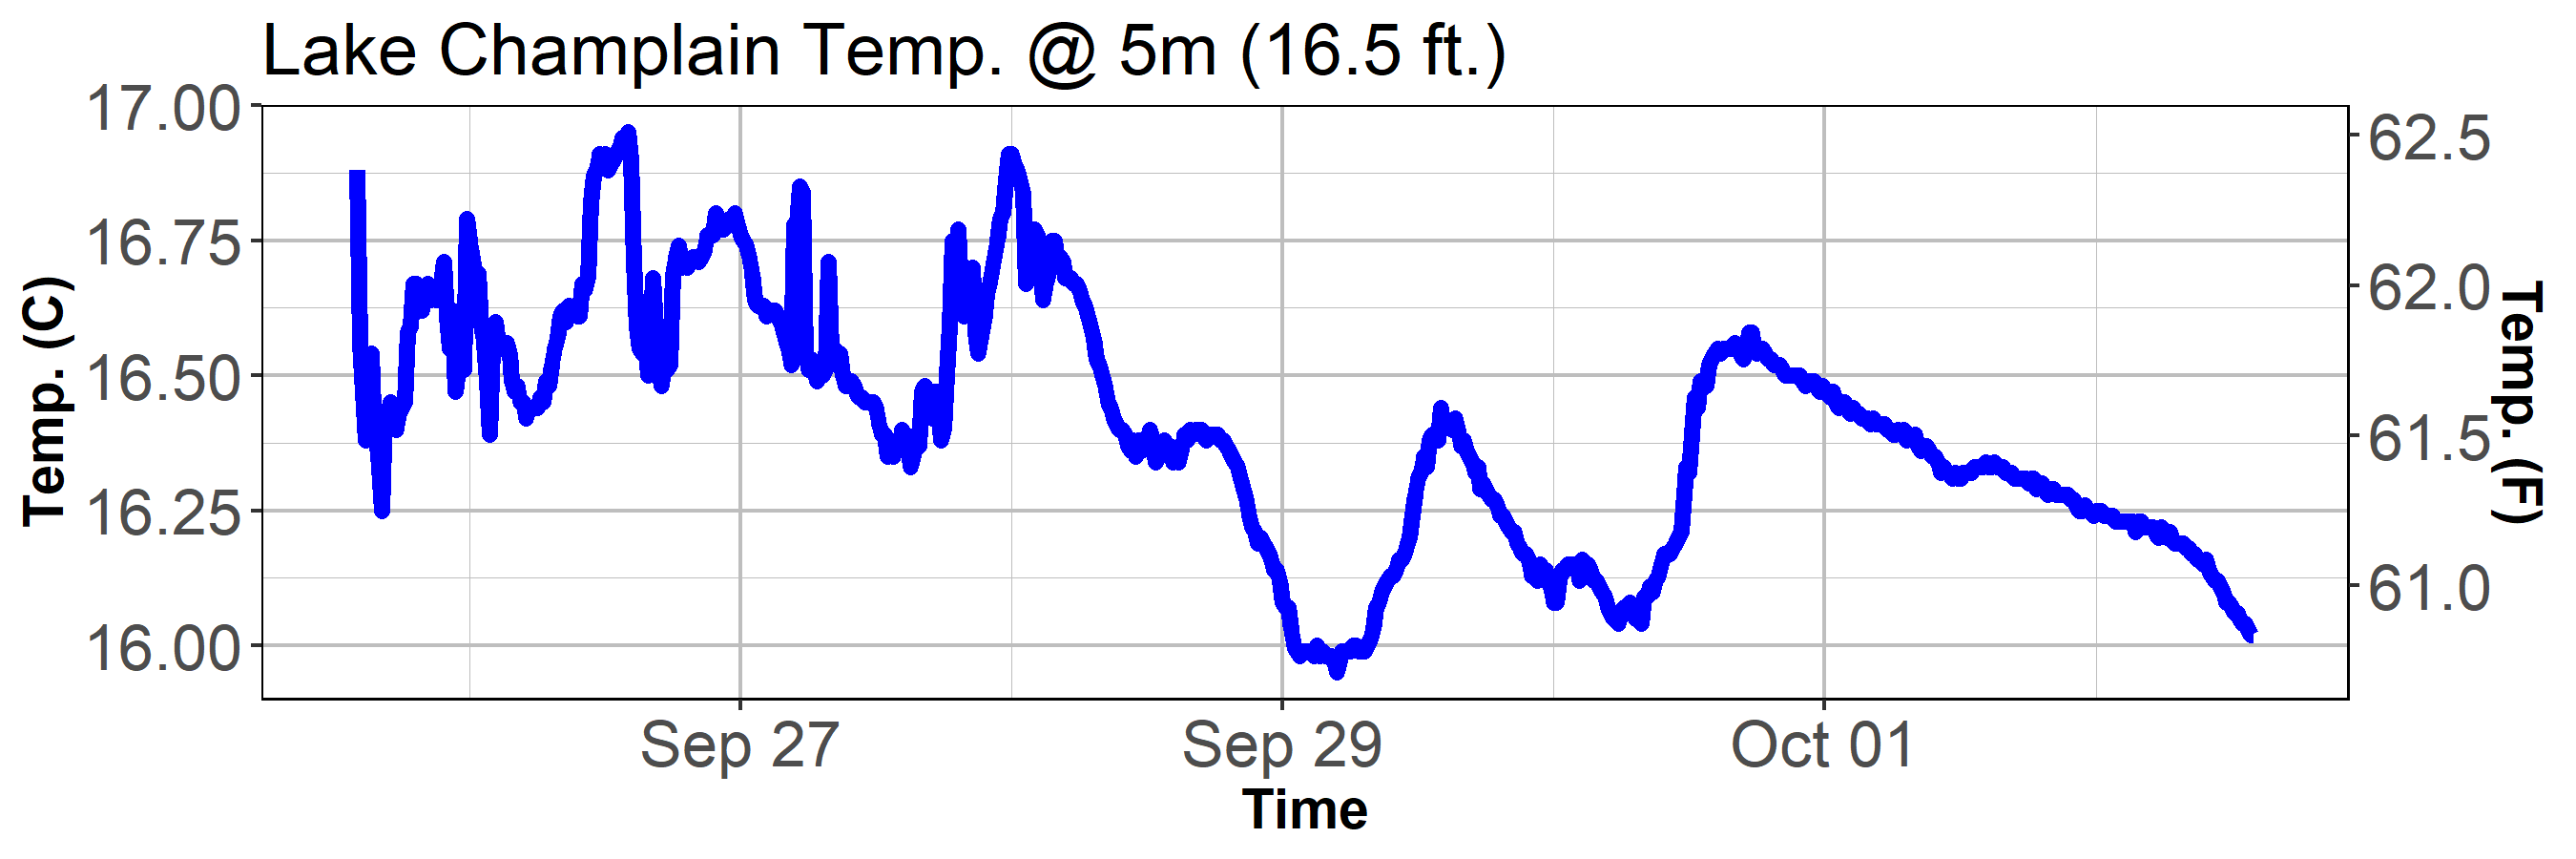 Lake Champlain Temp. @ 5m (16.5 ft.)
17.00
16.75
16.50
16.25
16.00
Temp. (C)
62.5
62.0
61.5
61.0
Temp. (F)
Sep 27 Sep 29 Oct 01
Time